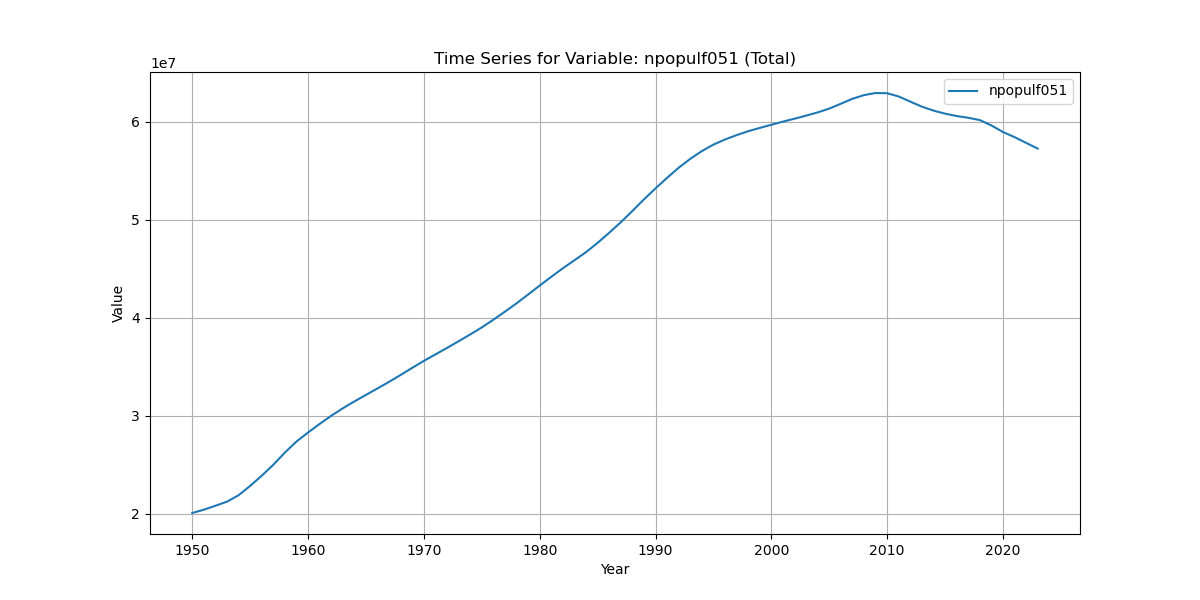 Time Series for Variable: npopulf051 (Total)
1e7
npopulf051
6
5
4
3
2
Value
1950 1960 1970 1980 1990 2000 2010 2020
Year